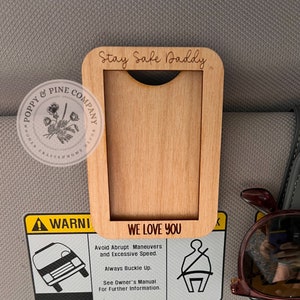 Stay Safe Daddy
POPPY & PINE COMPANY
WE LOVE YOU
WARNI
Avoid Abrupt Maneuvers
and Excessive Speed.
Always Buckle Up.
See Owner's Manual
For Further Information.